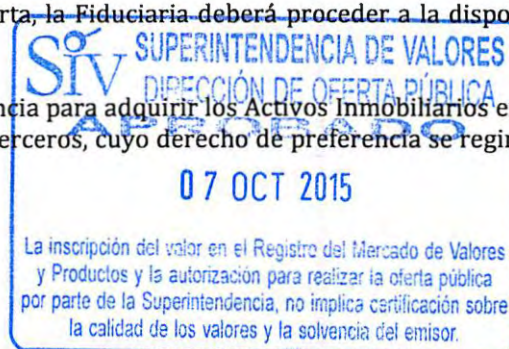 rta, la Fiduciaria deberá proceder a la dispo
SIV SUPERINTENDENCIA DE VALORES
DIRECCIÓN DE OFERTA PÚBLICA
ncia para adquirir los Activos Inmobiliarios e
APROBADO
erceros, cuyo derecho de preferencia se regir
07 OCT 2015
La inscripción del valor en el Registro del Mercado de Valores
y Productos y la autorización para realizar la oferta pública
por parte de la Superintendencia, no implica certificación sobre
la calidad de los valores y la solvencia del emisor.